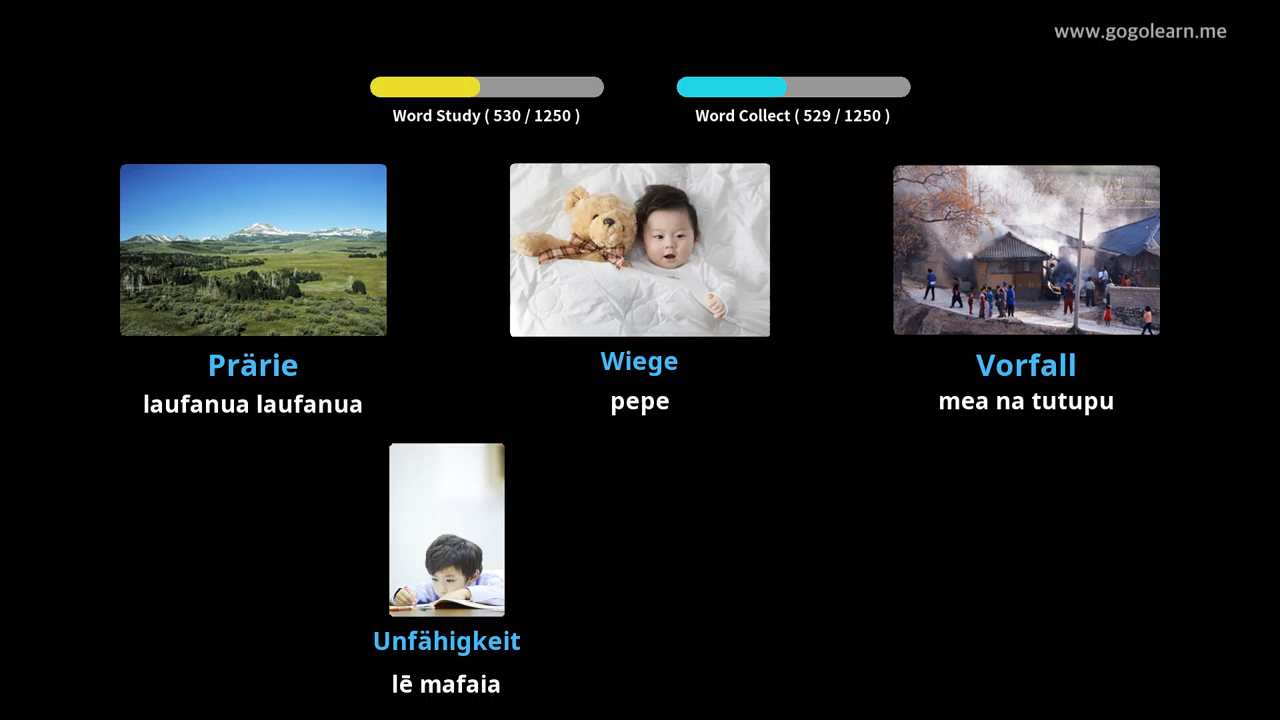 www.gogolearn.me
Word Study ( 530 / 1250 )
Word Collect ( 529 / 1250 )
Prärie
laufanua laufanua
Wiege
pepe
Vorfall
mea na tutupu
Unfähigkeit
lē mafaia